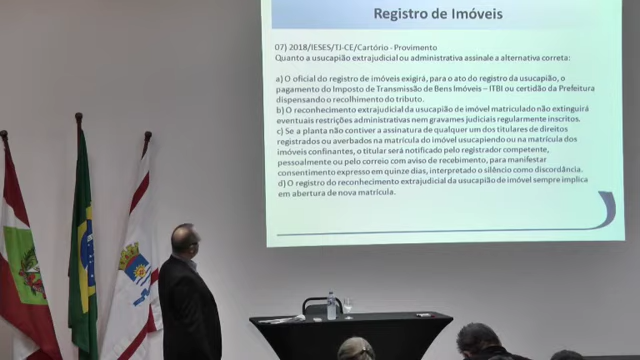 Registro de Imóveis
07) 2018/IESES/TJ-CE/Cartório - Provimento
Quanto a usucapião extrajudicial ou administrativa assinale a alternativa correta:
a) O oficial do registro de imóveis exigirá, para o ato do registro da usucapião, o
pagamento do Imposto de Transmissão de Bens Imóveis – ITBI ou certidão da Prefeitura
dispensando o recolhimento do tributo.
b) O reconhecimento extrajudicial da usucapião de imóvel matriculado não extinguirá
eventuais restrições administrativas nem gravames judiciais regularmente inscritos.
c) Se a planta não contiver a assinatura de qualquer um dos titulares de direitos
registrados ou averbados na matrícula do imóvel usucapiendo ou na matrícula dos
imóveis confinantes, o titular será notificado pelo registrador competente,
pessoalmente ou pelo correio com aviso de recebimento, para manifestar
consentimento expresso em quinze dias, interpretado o silêncio como discordância.
d) O registro do reconhecimento extrajudicial da usucapião de imóvel sempre implica
em abertura de nova matrícula.